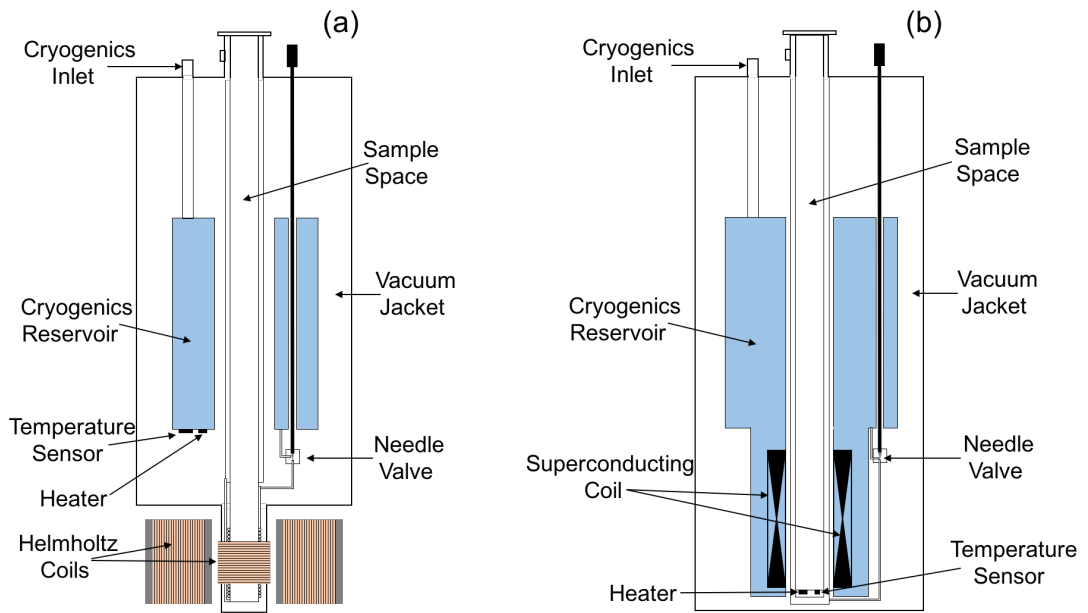 (a)
Cryogenics
Inlet
Sample
Space
Vacuum
Jacket
Cryogenics
Reservoir
Temperature
Sensor
Heater
Needle
Valve
Helmholtz
Coils
(b)
Cryogenics
Inlet
Sample
Space
Vacuum
Jacket
Cryogenics
Reservoir
Needle
Valve
Superconducting
Coil
Heater
Temperature
Sensor